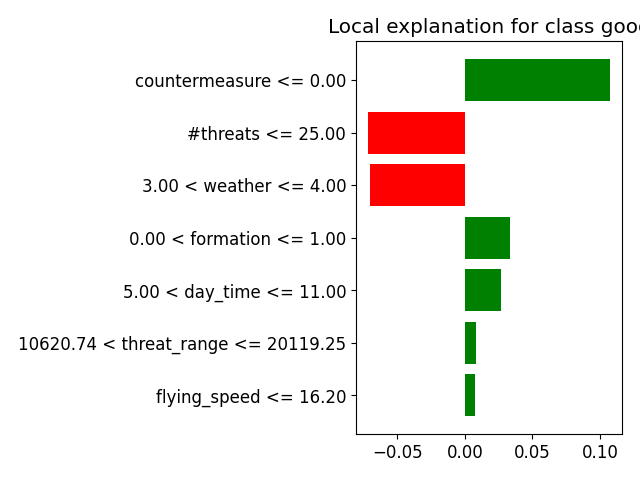 Local explanation for class good
countermeasure <= 0.00
#threats <= 25.00
3.00 < weather <= 4.00
0.00 < formation <= 1.00
5.00 < day_time <= 11.00
10620.74 < threat_range <= 20119.25
flying_speed <= 16.20
−0.05 0.00 0.05 0.10